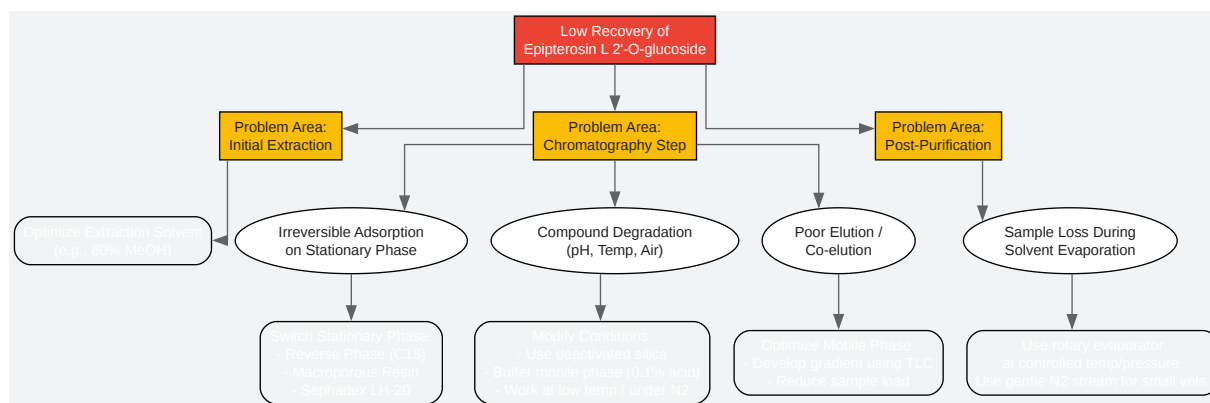 Low Recovery of
Epipterosin L 2'-O-glucoside
Problem Area:
Initial Extraction
Problem Area:
Chromatography Step
Problem Area:
Post-Purification
Optimize Extraction Solvent
(e.g., 80% MeOH)
Irreversible Adsorption
on Stationary Phase
Compound Degradation
(pH, Temp, Air)
Poor Elution /
Co-elution
Sample Loss During
Solvent Evaporation
Switch Stationary Phase:
- Reverse Phase (C18)
- Macroporous Resin
- Sephadex LH-20
Modify Conditions:
- Use deactivated silica
- Buffer mobile phase (0.1% acid)
- Work at low temp / under N2
Optimize Mobile Phase:
- Develop gradient using TLC
- Reduce sample load
Use rotary evaporator
at controlled temp/pressure.
Use gentle N2 stream for small vols.